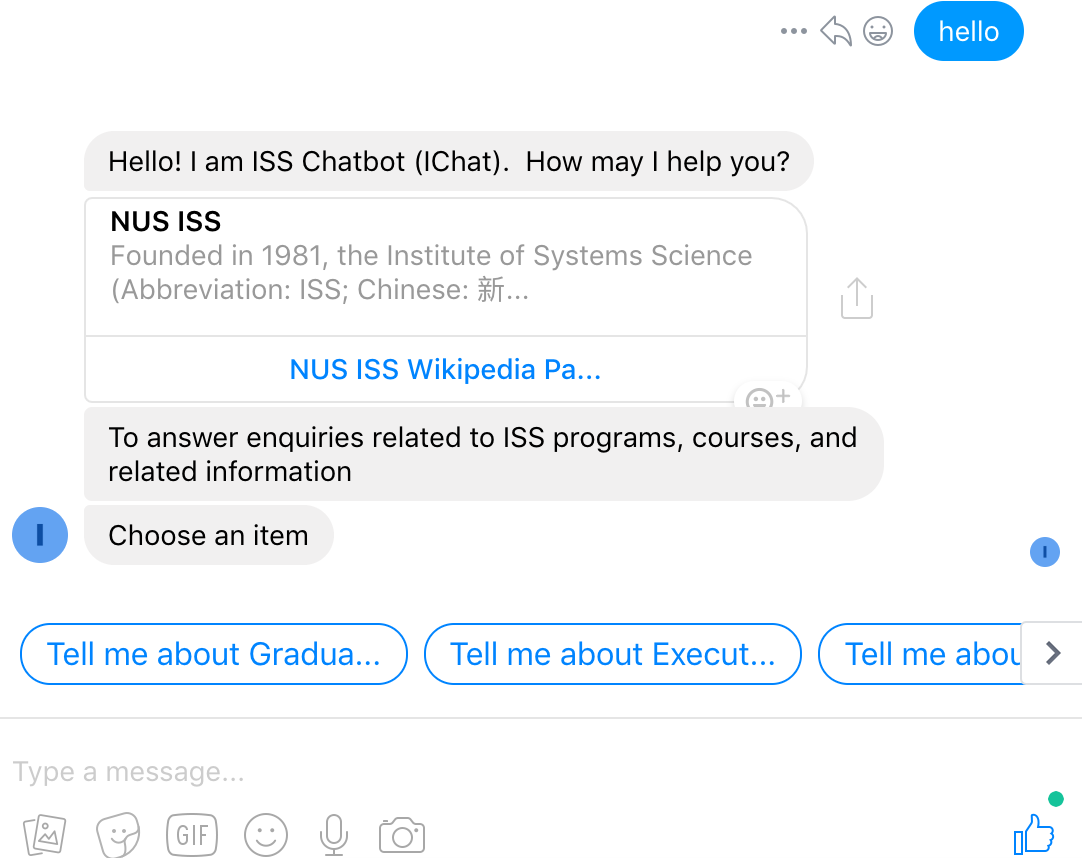 hello
Hello! I am ISS Chatbot (IChat).  How may I help you?
NUS ISS
Founded in 1981, the Institute of Systems Science
(Abbreviation: ISS; Chinese: 新...
NUS ISS Wikipedia Pa...
To answer enquiries related to ISS programs, courses, and
related information
I
Choose an item
I
Tell me about Gradua...
Tell me about Execut...
Tell me abou
Type a message...
GIF